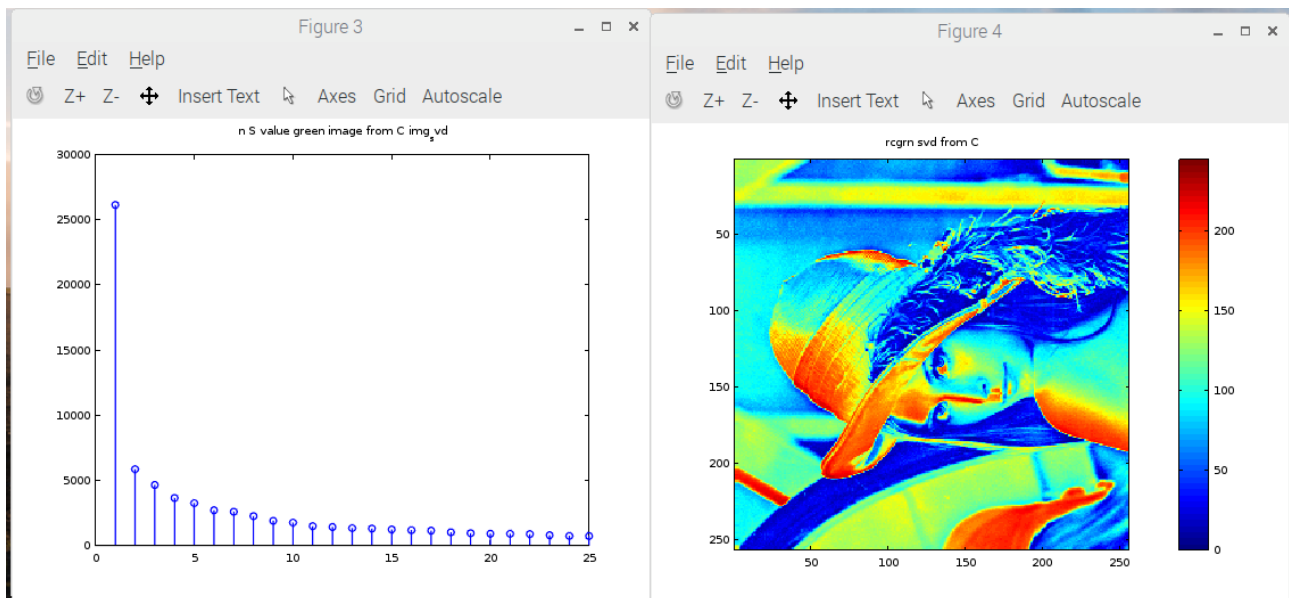 Figure 3
File Edit Help
Z+ Z- Insert Text Axes Grid Autoscale
n S value green image from C img_svd
30000
25000
20000
15000
10000
5000
0
0 5 10 15 20 25
Figure 4
File Edit Help
Z+ Z- Insert Text Axes Grid Autoscale
rcgrn svd from C
50
100
150
200
250
50 100 150 200 250
200
150
100
50
0